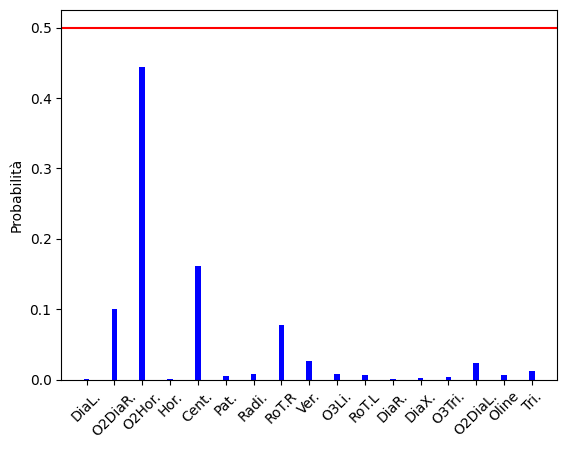 Probabilità
0.5
0.4
0.3
0.2
0.1
0.0
DiaL.
O2DiaR.
O2Hor.
Hor.
Cent.
Pat.
Radi.
RoT.R
Ver.
O3Li.
RoT.L
DiaR.
DiaX.
O3Tri.
O2DiaL.
Oline
Tri.